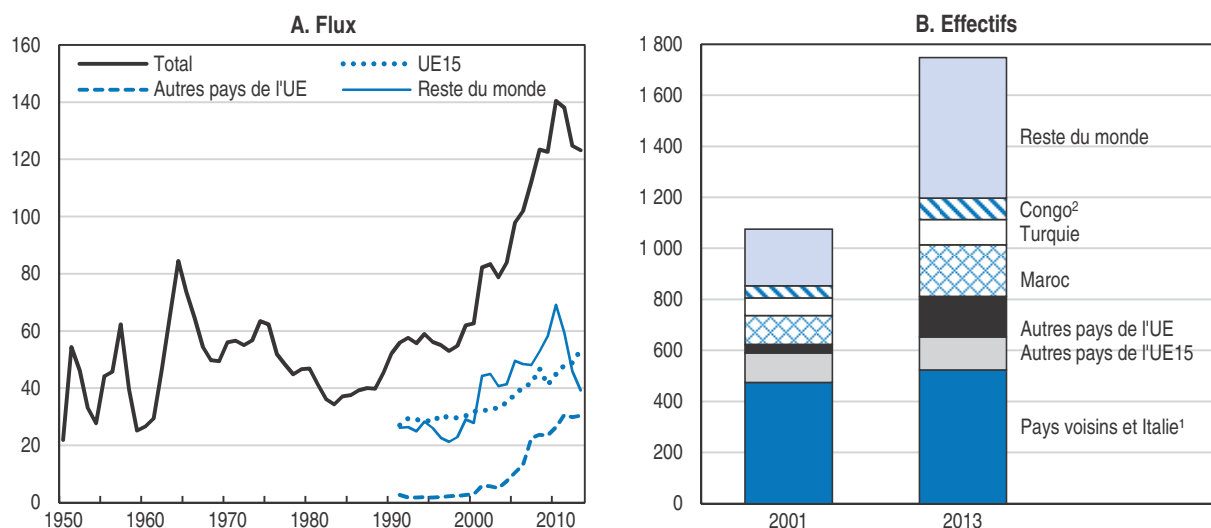 A. Flux
160
140
120
100
80
60
40
20
0
Total
UE15
Autres pays de l'UE
Reste du monde
1950
1960
1970
1980
1990
2000
2010
B. Effectifs
1 800
1 600
1 400
1 200
1 000
800
600
400
200
0
Reste du monde
Congo²
Turquie
Maroc
Autres pays de l'UE
Autres pays de l'UE15
Pays voisins et Italie¹
2001
2013